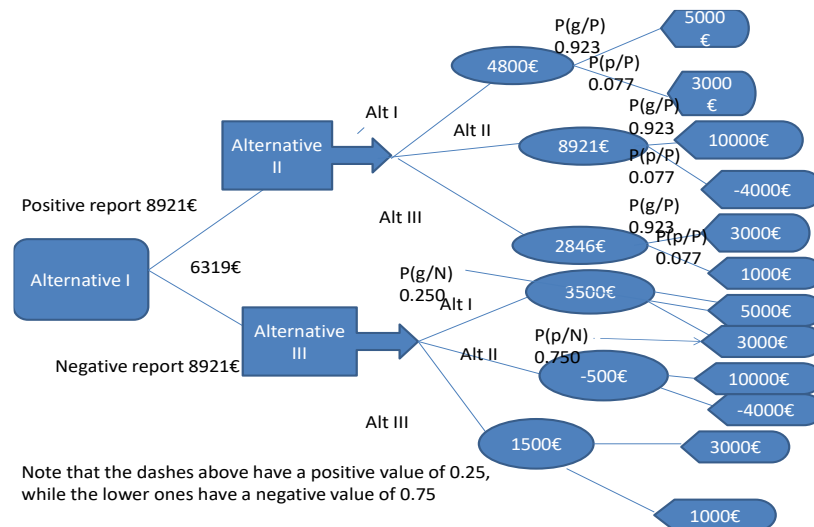 P(g/P)
0.923
5000
€
4800€
P(p/P)
0.077
3000
€
Alt I
P(g/P)
0.923
Alternative
II
Alt II
8921€
10000€
P(p/P)
0.077
-4000€
Positive report 8921€
Alt III
P(g/P)
0.923
3000€
2846€
P(p/P)
0.077
1000€
Alternative I
6319€
P(g/N)
0.250
3500€
Alt I
5000€
Alternative
III
P(p/N)
0.750
3000€
Negative report 8921€
Alt II
-500€
10000€
-4000€
Alt III
1500€
3000€
Note that the dashes above have a positive value of 0.25,
while the lower ones have a negative value of 0.75
1000€